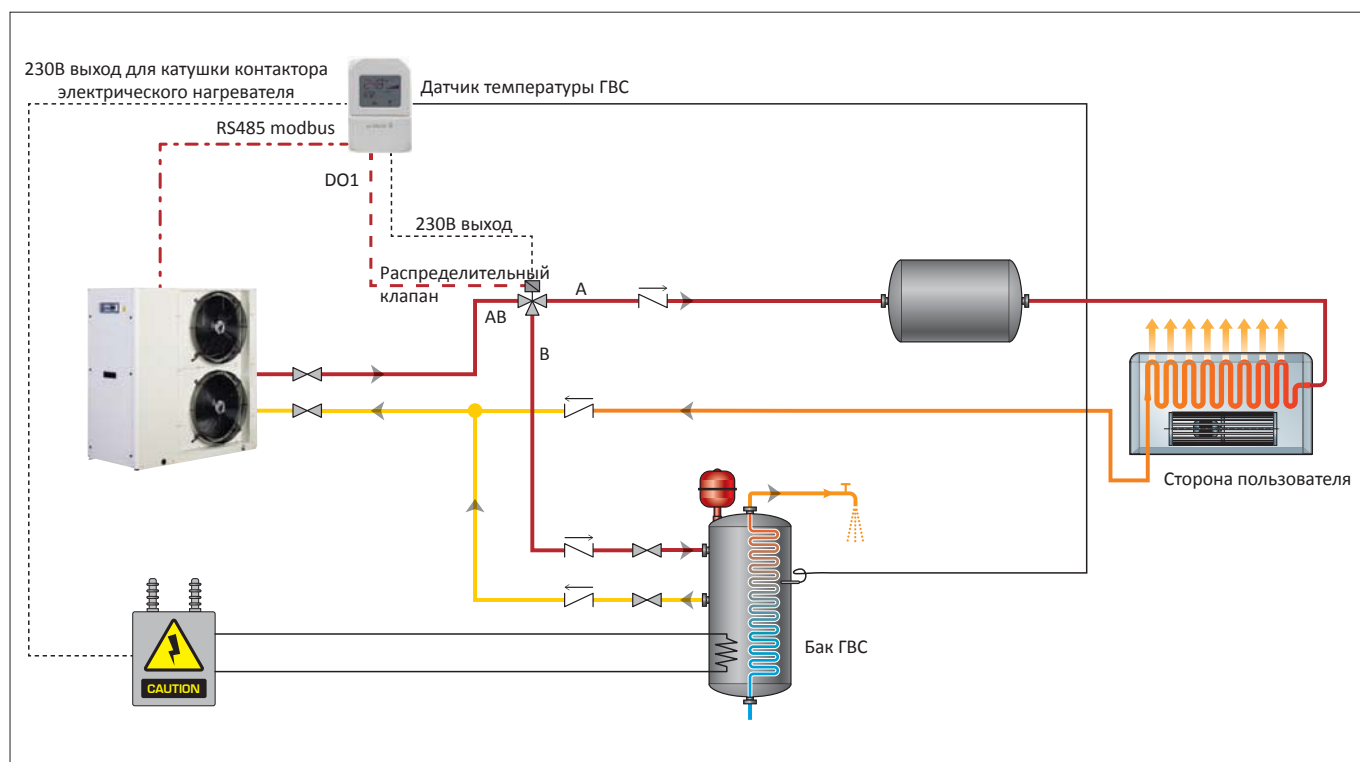 230В выход для катушки контактора
электрического нагревателя
Датчик температуры ГВС
RS485 modbus
DO1
230В выход
Распределительный
клапан
A
AB
B
Сторона пользователя
Бак ГВС
CAUTION